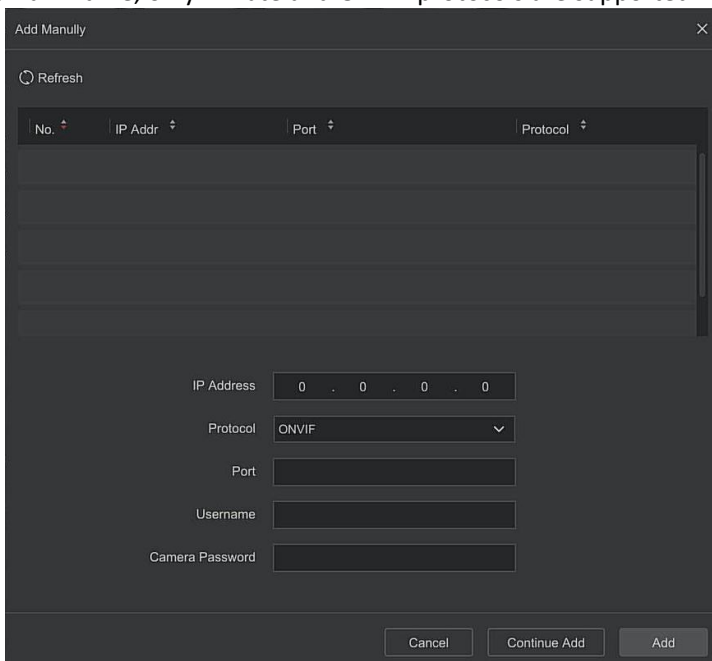 Add Manully
Refresh
No. IP Addr Port Protocol
IP Address 0 . 0 . 0 . 0
Protocol ONVIF
Port
Username
Camera Password
Cancel Continue Add Add